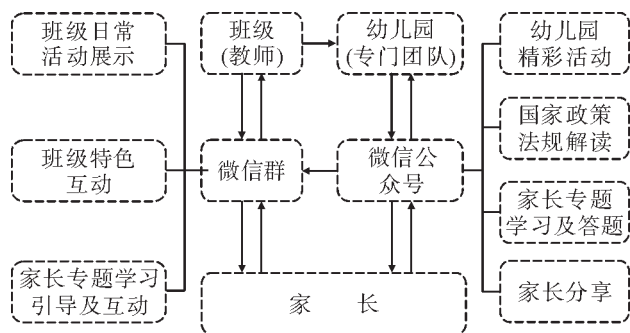 班级日常
活动展示
班级
(教师)
幼儿园
(专门团队)
幼儿园
精彩活动
国家政策
法规解读
班级特色
互动
微信群
微信公
众号
家长专题
学习及答题
家长专题学习
引导及互动
家 长
家长分享